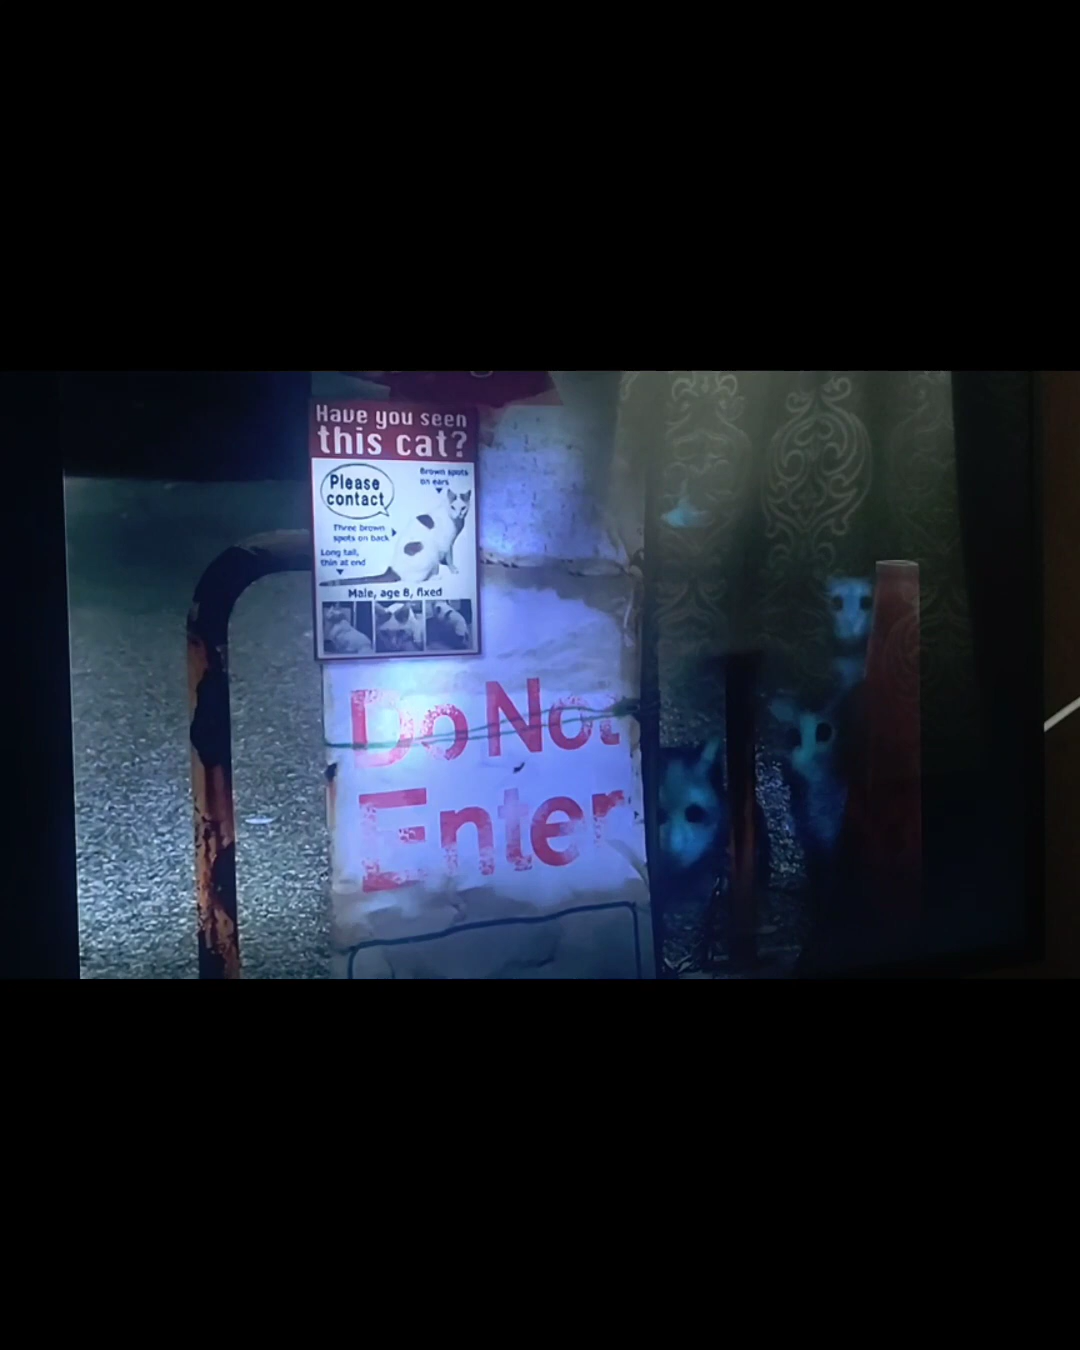 Have you seen
this cat?
Please
contact
Brown spots
on ears
Three brown
spots on back
Long tail,
thin at end
Male, age 8, fixed
Do Not
Enter